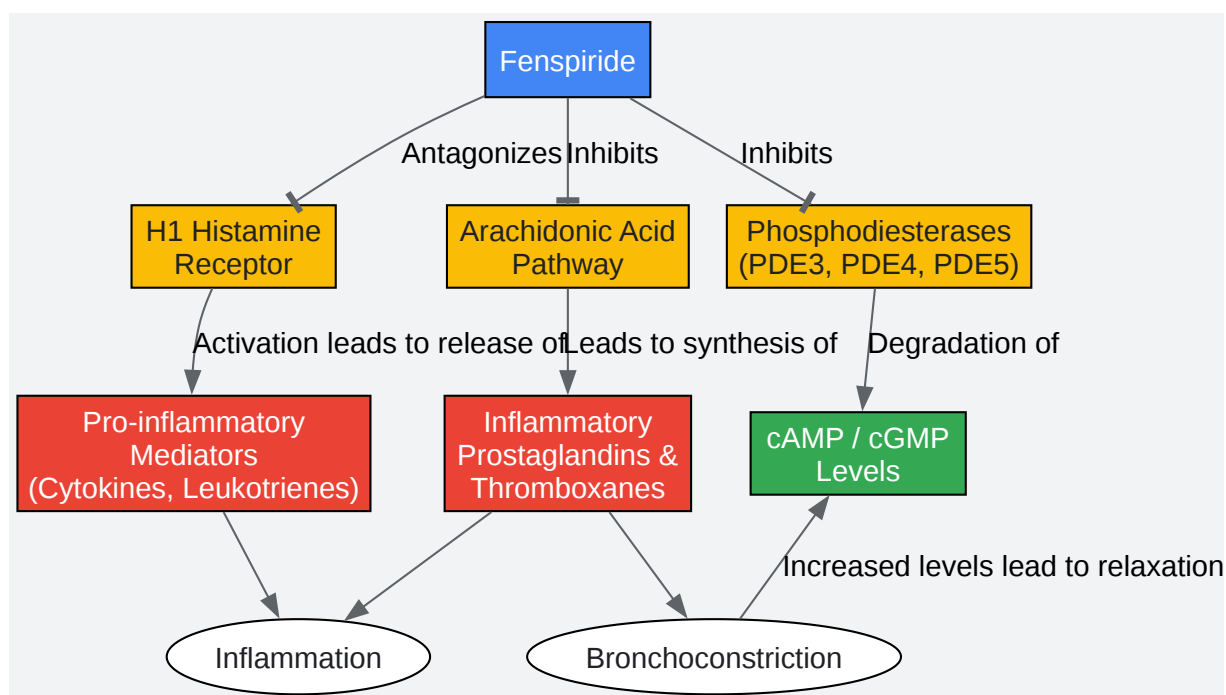 Fenspiride
Antagonizes
Inhibits
Inhibits
H1 Histamine
Receptor
Arachidonic Acid
Pathway
Phosphodiesterases
(PDE3, PDE4, PDE5)
Activation leads to release of
Leads to synthesis of
Degradation of
Pro-inflammatory
Mediators
(Cytokines, Leukotrienes)
Inflammatory
Prostaglandins &
Thromboxanes
cAMP / cGMP
Levels
Increased levels lead to relaxation
Inflammation
Bronchoconstriction